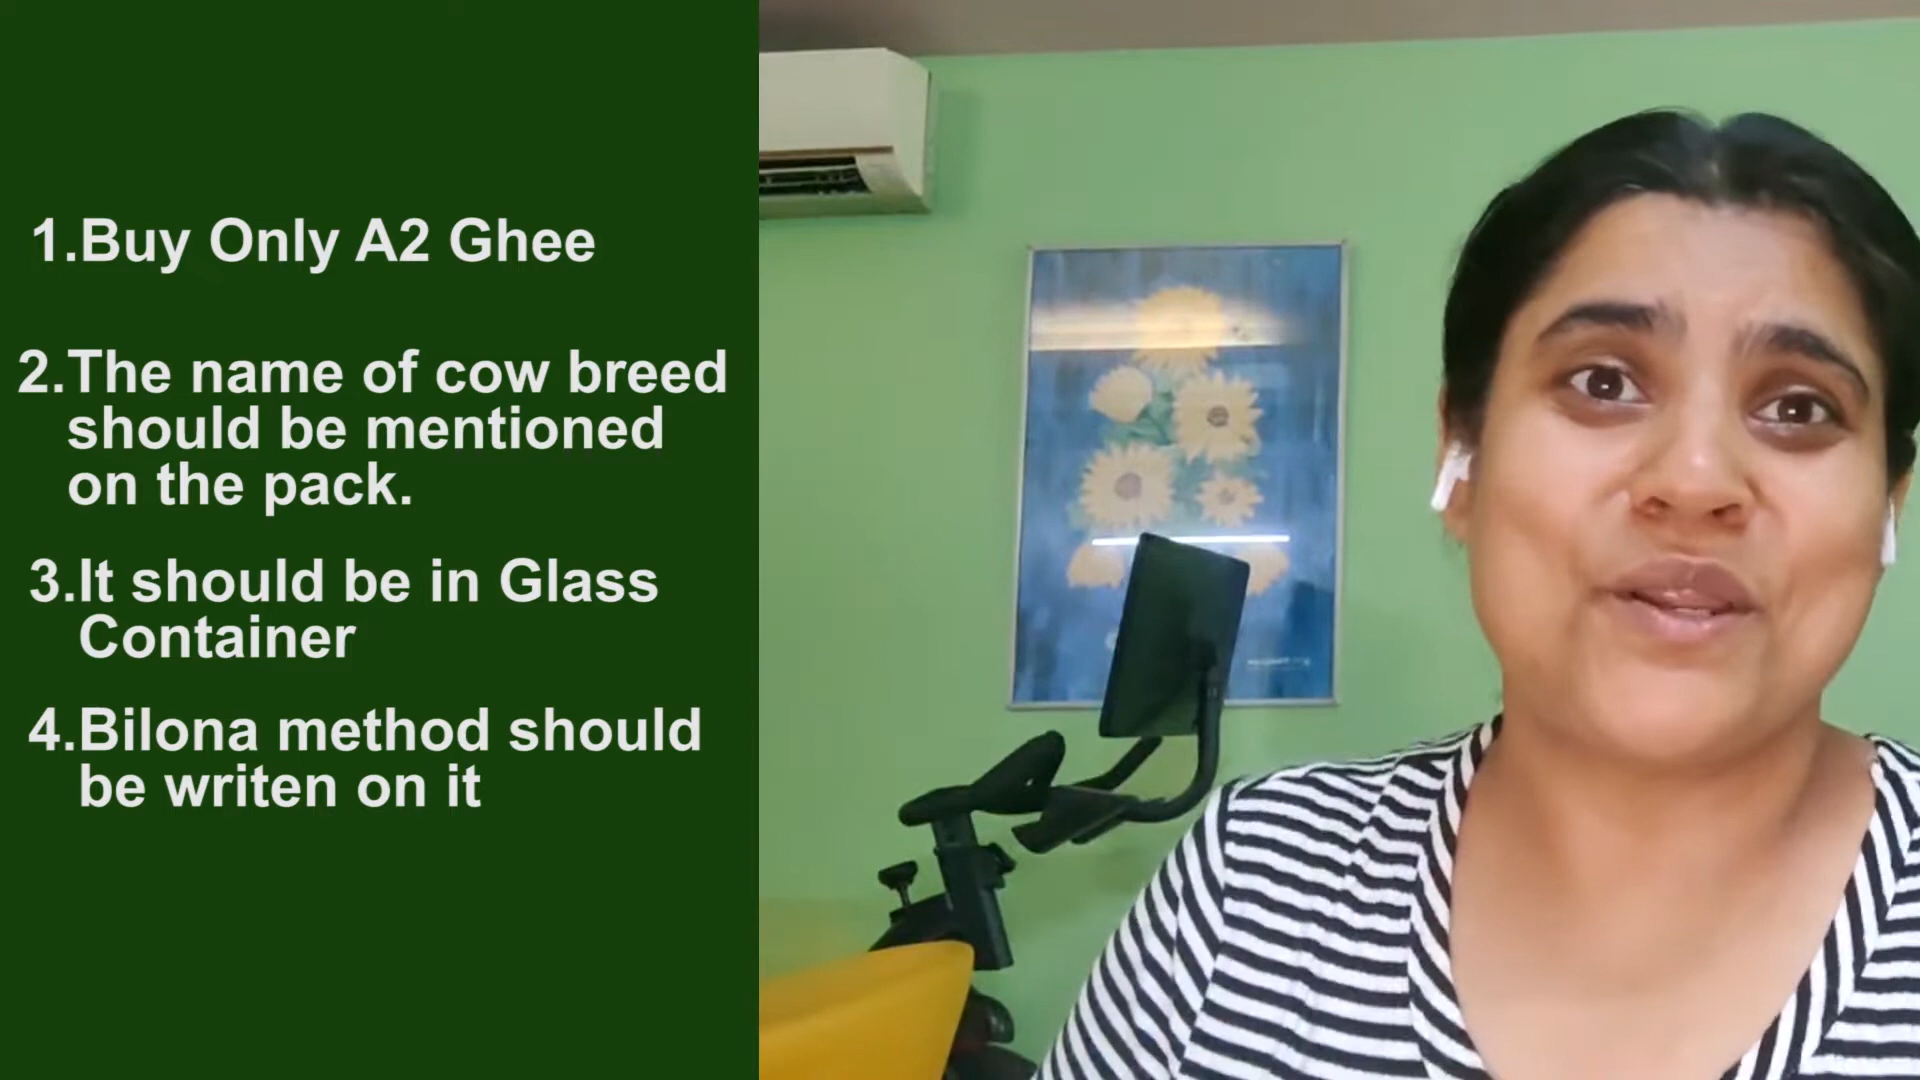 1.Buy Only A2 Ghee
2.The name of cow breed
should be mentioned
on the pack.
3.It should be in Glass
Container
4.Bilona method should
be writen on it